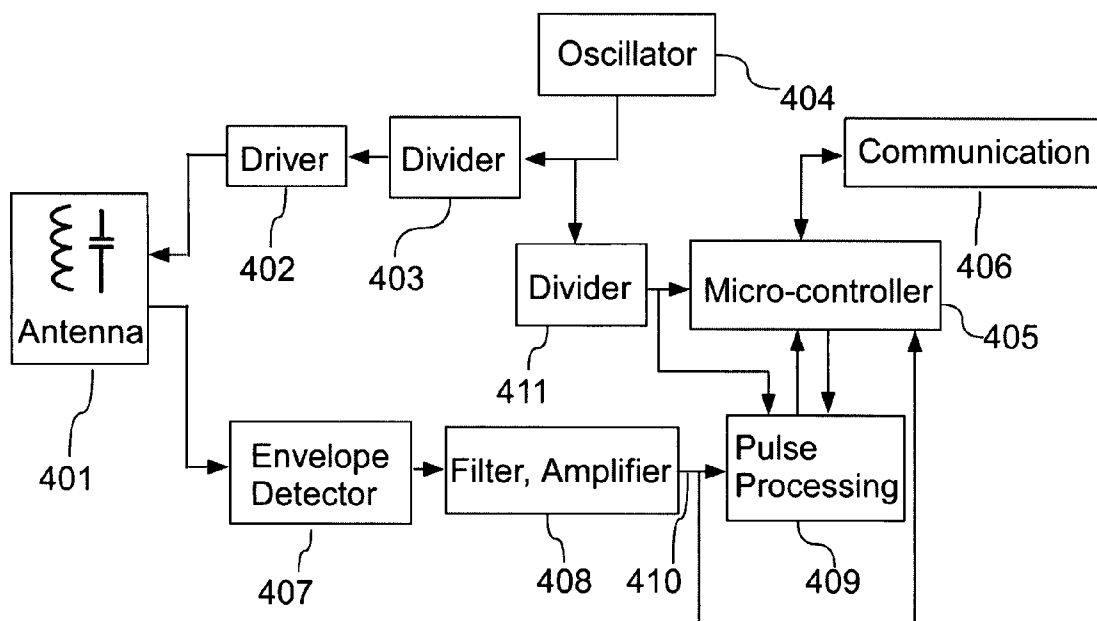 Oscillator
404
Driver
Divider
Communication
402
403
406
Antenna
401
Divider
411
Micro-controller
405
Envelope
Detector
407
Filter, Amplifier
408
410
Pulse
Processing
409